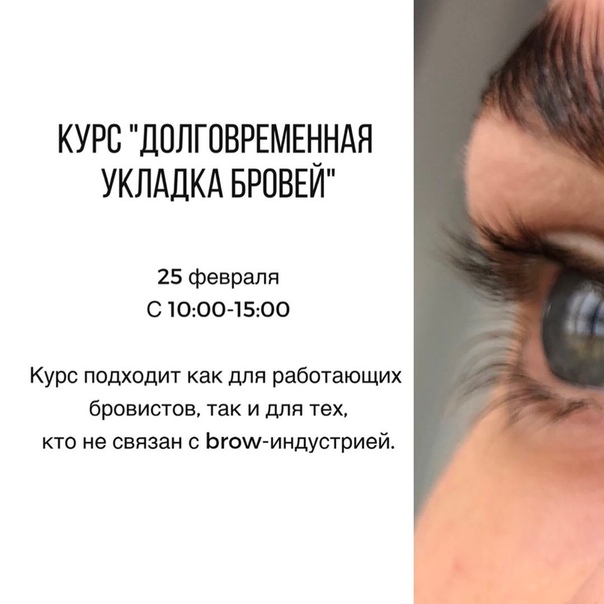 КУРС "ДОЛГОВРЕМЕННАЯ
УКЛАДКА БРОВЕЙ"
25 февраля
С 10:00-15:00
Курс подходит как для работающих
бровистов, так и для тех,
кто не связан с brow-индустрией.